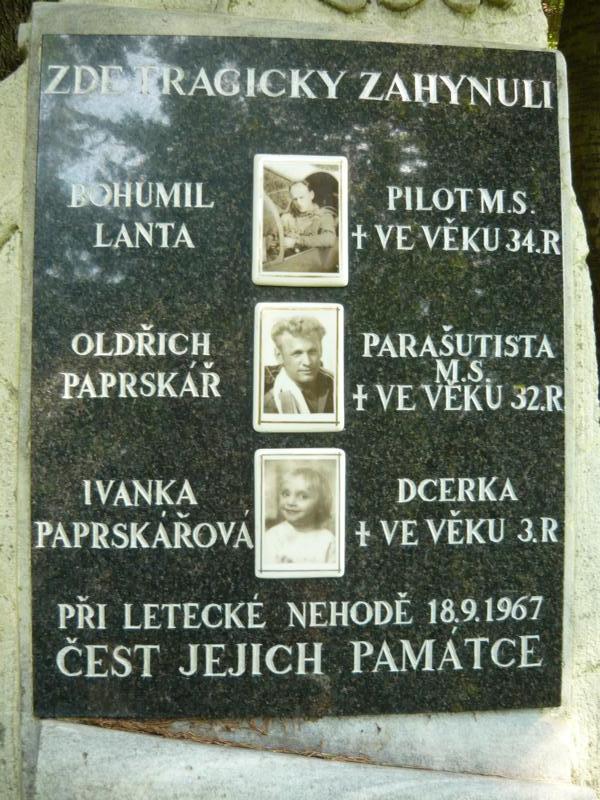 ZDE TRAGICKY ZAHYNULI
BOHUMIL
LANTA
PILOT M.S.
† VE VĚKU 34.R
OLDŘICH
PAPRSKÁŘ
PARAŠUTISTA
M.S.
† VE VĚKU 32.R
IVANKA
PAPRSKÁŘOVÁ
DCERKA
† VE VĚKU 3.R
PŘI LETECKÉ NEHODĚ 18.9.1967
ČEST JEJICH PAMÁTCE